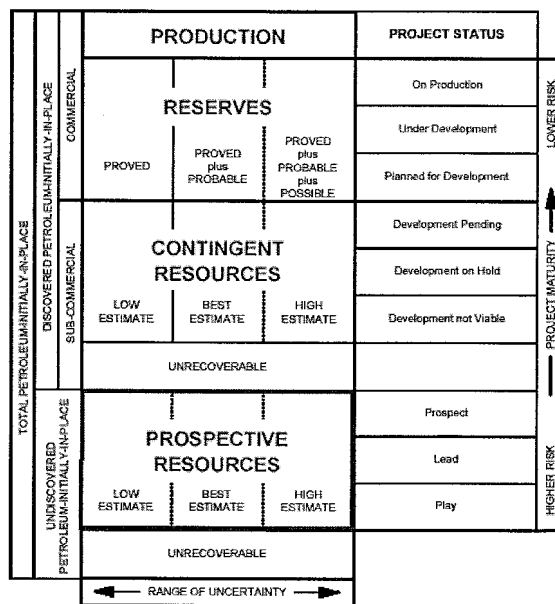 PRODUCTION
PROJECT STATUS
TOTAL PETROLEUM-INITIALLY-IN-PLACE
DISCOVERED PETROLEUM-INITIALLY-IN-PLACE
COMMERCIAL
RESERVES
PROVED
PROVED
plus
PROBABLE
PROVED
plus
PROBABLE
plus
POSSIBLE
On Production
Under Development
Planned for Development
LOWER RISK
SUB-COMMERCIAL
CONTINGENT
RESOURCES
LOW
ESTIMATE
BEST
ESTIMATE
HIGH
ESTIMATE
Development Pending
Development on Hold
Development not Viable
PROJECT MATURITY
UNRECOVERABLE
UNDISCOVERED
PETROLEUM-INITIALLY-IN-PLACE
PROSPECTIVE
RESOURCES
LOW
ESTIMATE
BEST
ESTIMATE
HIGH
ESTIMATE
Prospect
Lead
Play
HIGHER RISK
UNRECOVERABLE
RANGE OF UNCERTAINTY